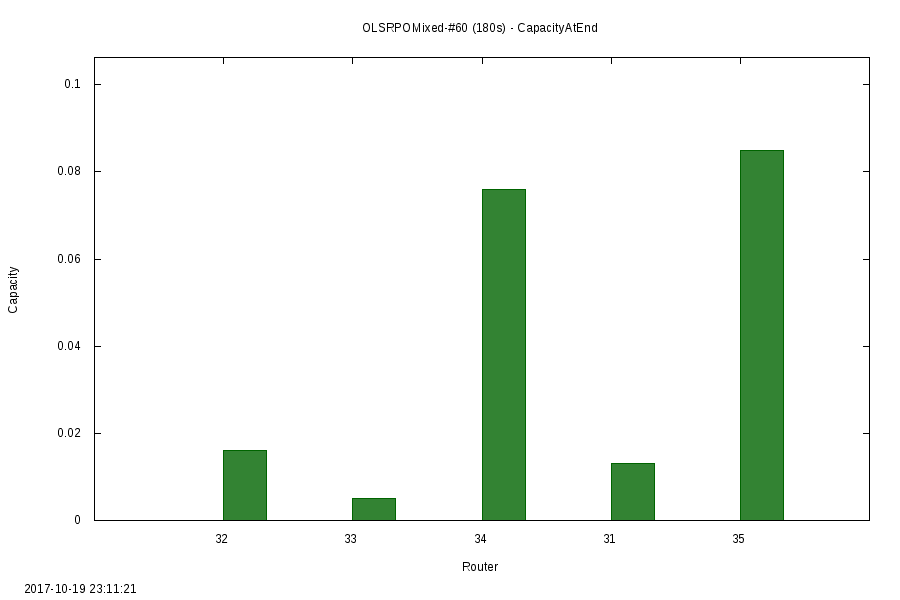 OLSRPOMixed-#60 (180s) - CapacityAtEnd
0.1
0.08
0.06
0.04
0.02
0
Capacity
32 33 34 31 35
Router
2017-10-19 23:11:21